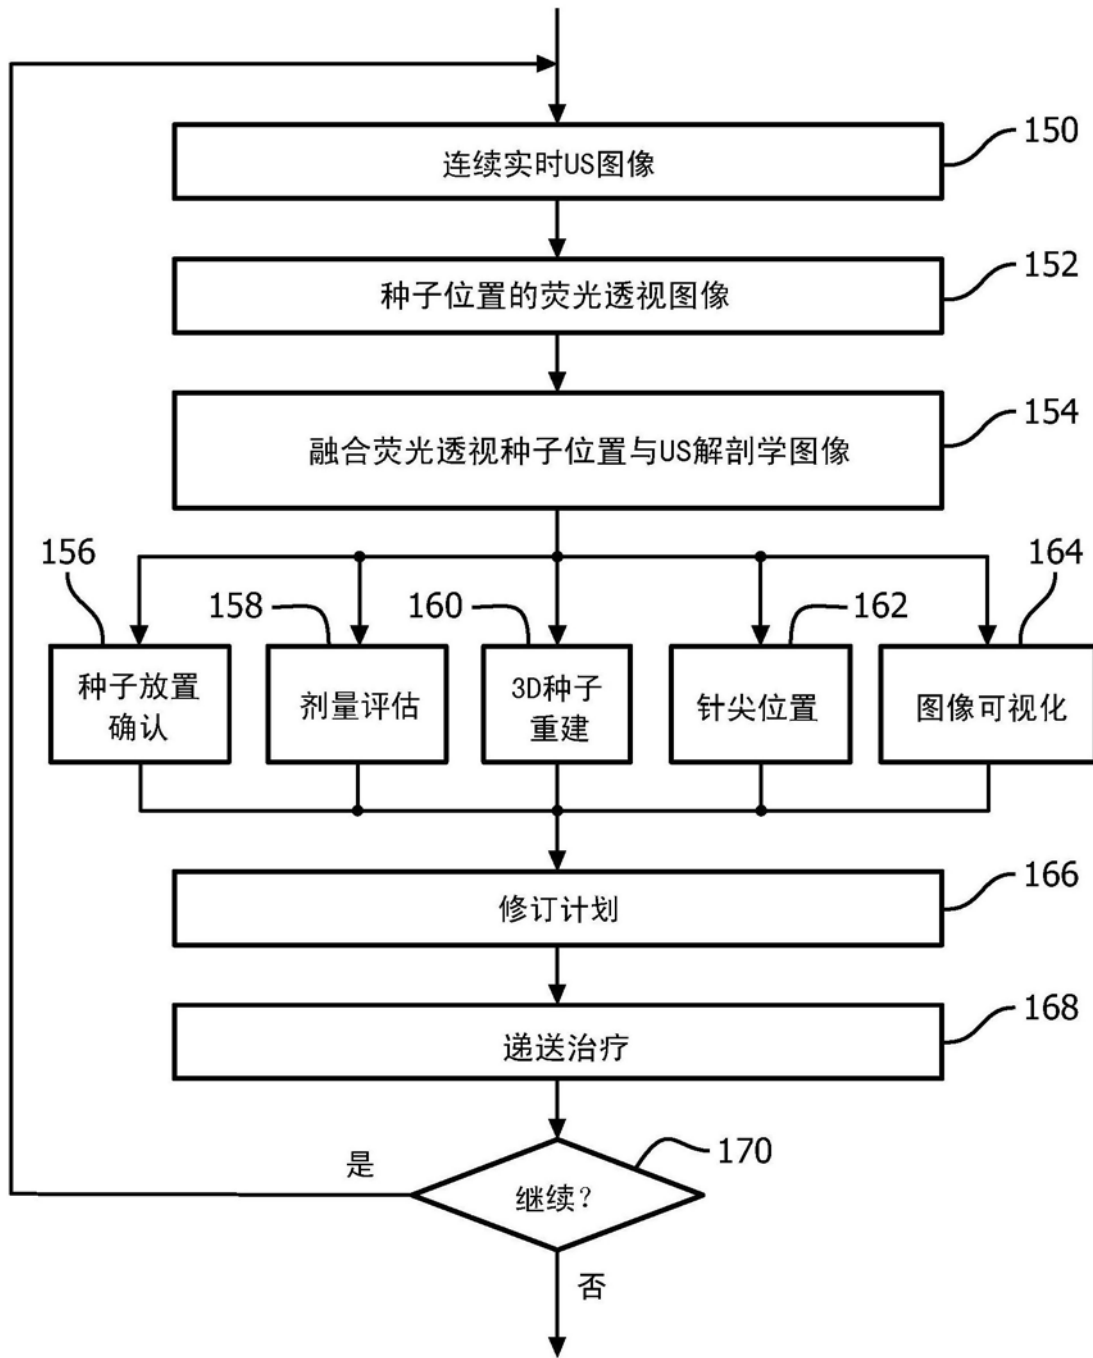 连续实时US图像
150
种子位置的荧光透视图像
152
融合荧光透视种子位置与US解剖学图像
154
156
158
160
162
164
种子放置
确认
剂量评估
3D种子
重建
针尖位置
图像可视化
修订计划
166
递送治疗
168
继续?
170
是
否